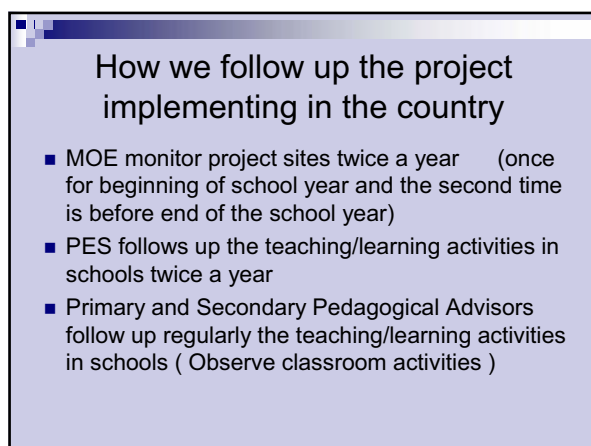 How we follow up the project
implementing in the country
■ MOE monitor project sites twice a year (once
for beginning of school year and the second time
is before end of the school year)
■ PES follows up the teaching/learning activities in
schools twice a year
■ Primary and Secondary Pedagogical Advisors
follow up regularly the teaching/learning activities
in schools ( Observe classroom activities )